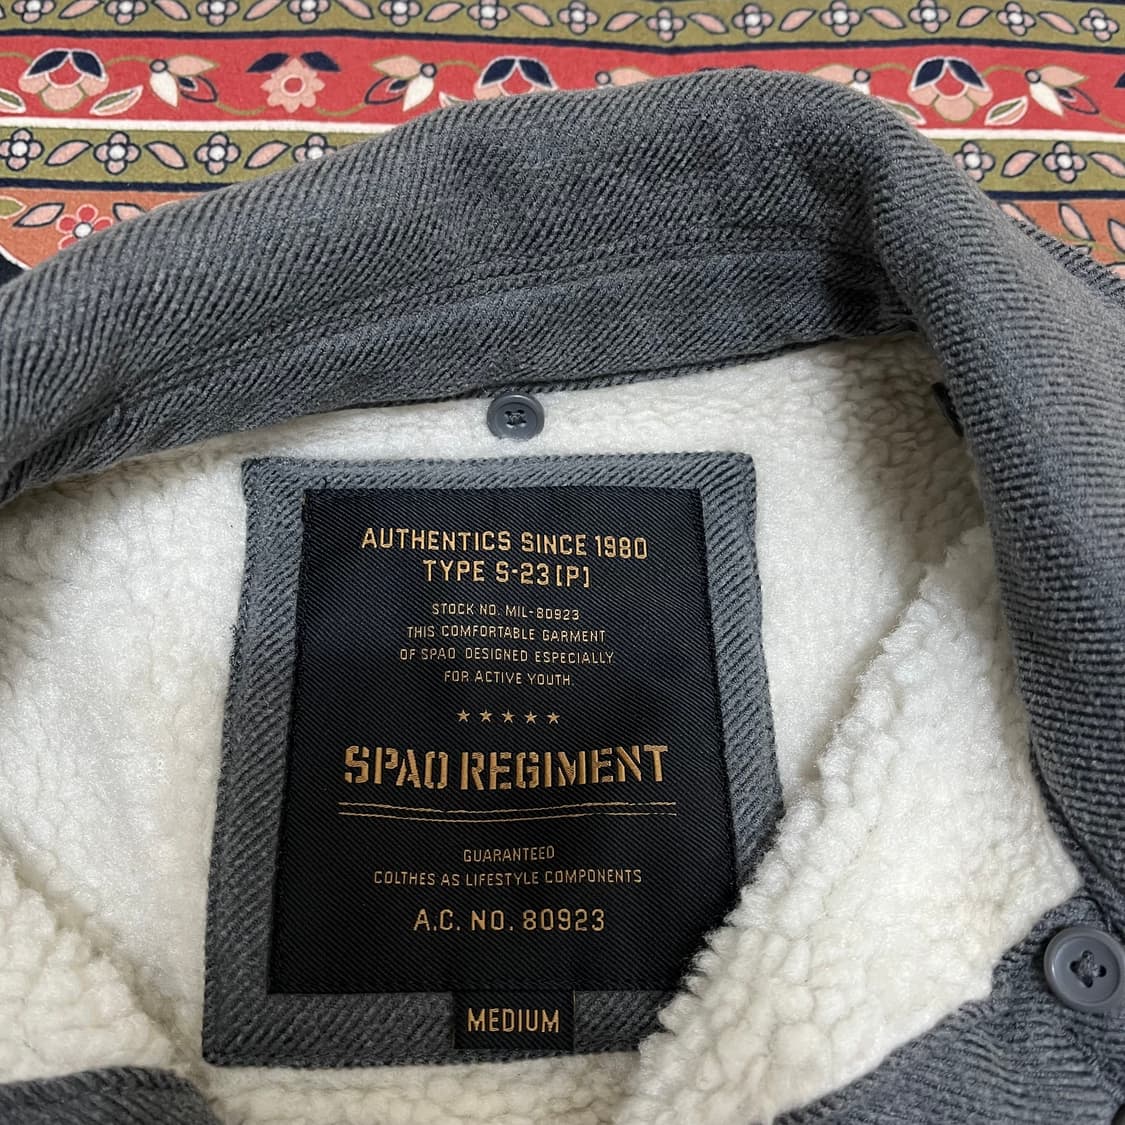 AUTHENTICS SINCE 1980
TYPE S-23[P]
STOCK NO. MIL-80923
THIS COMFORTABLE GARMENT
OF SPAO DESIGNED ESPECIALLY
FOR ACTIVE YOUTH.
★★★★★
SPAO REGIMENT
GUARANTEED
COLTHES AS LIFESTYLE COMPONENTS
A.C. NO. 80923
MEDIUM